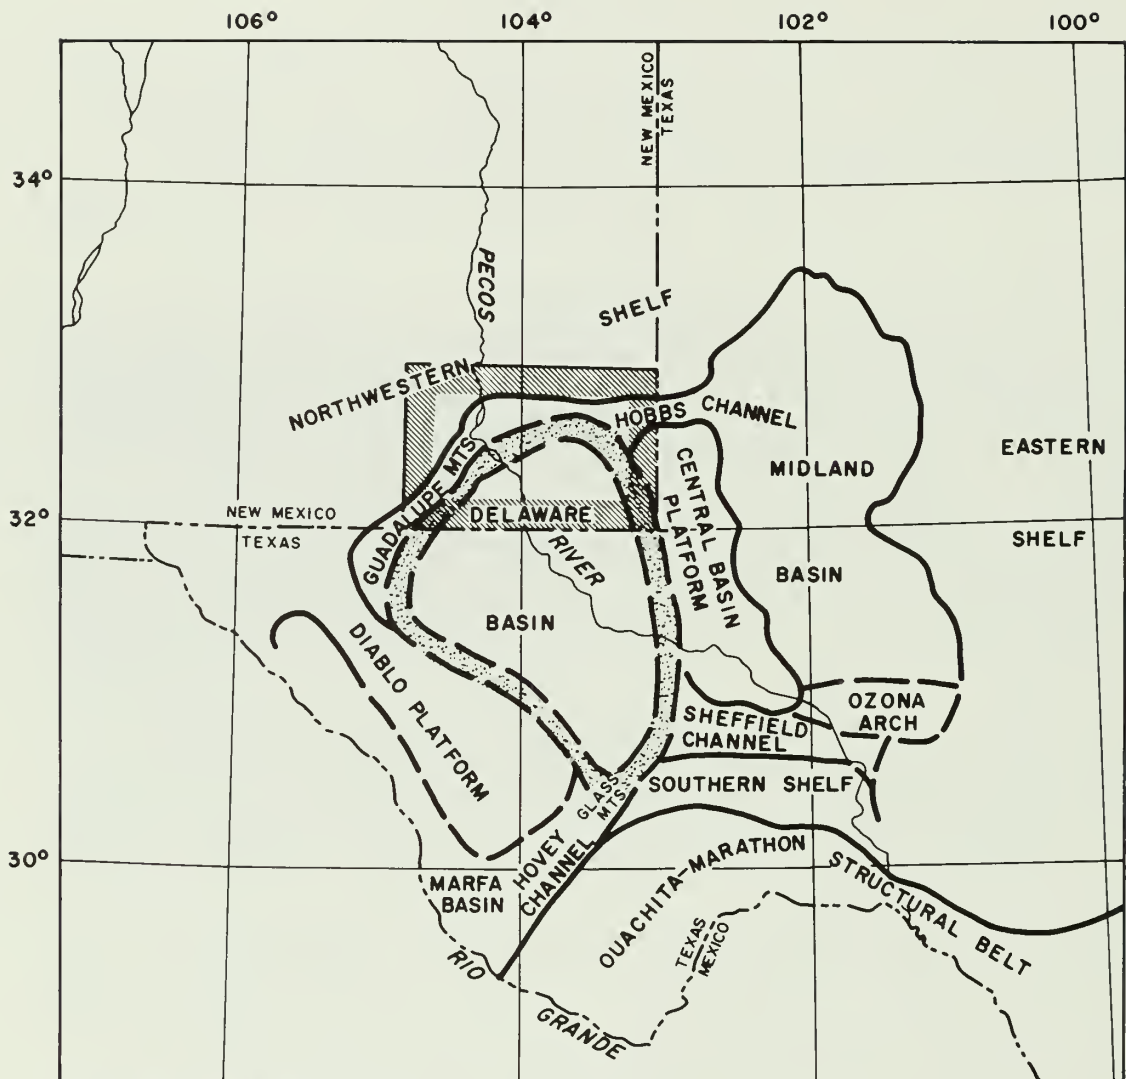 106° 104° 102° 100°
NEW MEXICO
TEXAS
34°
PECOS
SHELF
NORTHWESTERN
HOBBS CHANNEL
GUADALUPE MTS
CENTRAL BASIN
PLATFORM
MIDLAND
EASTERN
32°
NEW MEXICO
TEXAS
DELAWARE
RIVER
SHELF
BASIN
BASIN
DIABLO PLATFORM
OZONA
ARCH
SHEFFIELD
CHANNEL
GLASS
MTS
SOUTHERN SHELF
30°
HOVEY
CHANNEL
MARFA
BASIN
OUACHITA-MARATHON
STRUCTURAL BELT
TEXAS
MEXICO
RIO
GRANDE